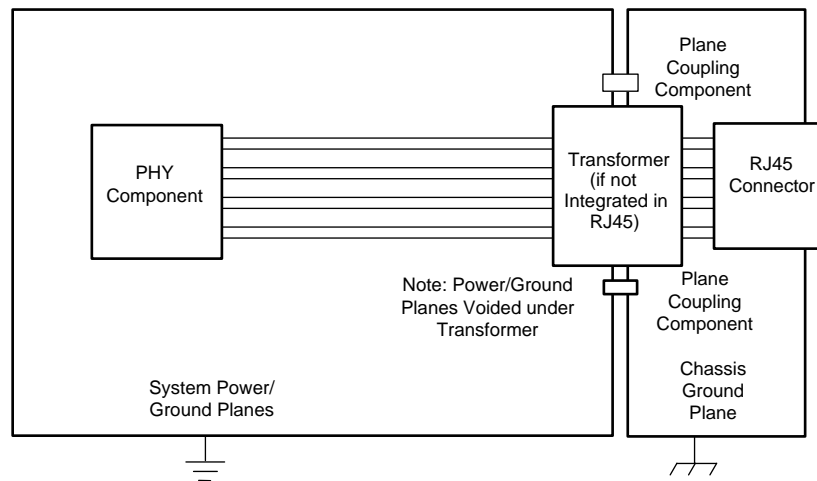 Plane
Coupling
Component
PHY
Component
Transformer
(if not
Integrated in
RJ45)
RJ45
Connector
Note: Power/Ground
Planes Voided under
Transformer
Plane
Coupling
Component
System Power/
Ground Planes
Chassis
Ground
Plane